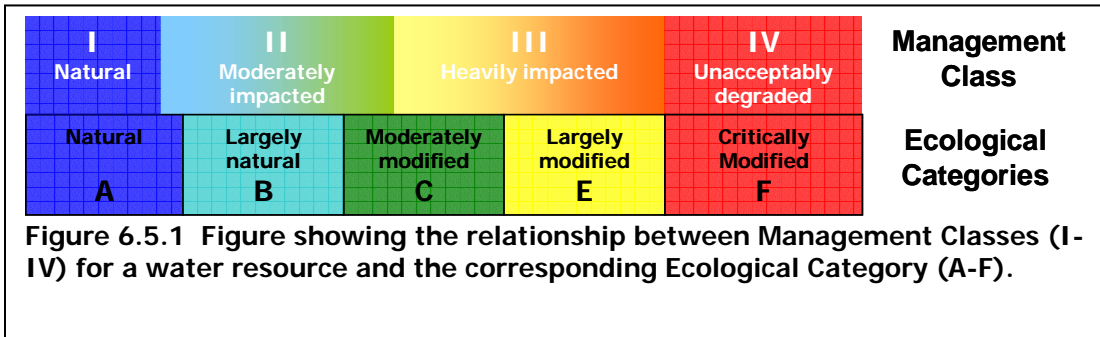 I II III IV Management
Natural Moderately Heavily impacted Unacceptably Class
impacted degraded
Natural Largely Moderately Largely Critically Ecological
natural modified modified Modified Categories
A B C E F
Figure 6.5.1 Figure showing the relationship between Management Classes (I-
IV) for a water resource and the corresponding Ecological Category (A-F).